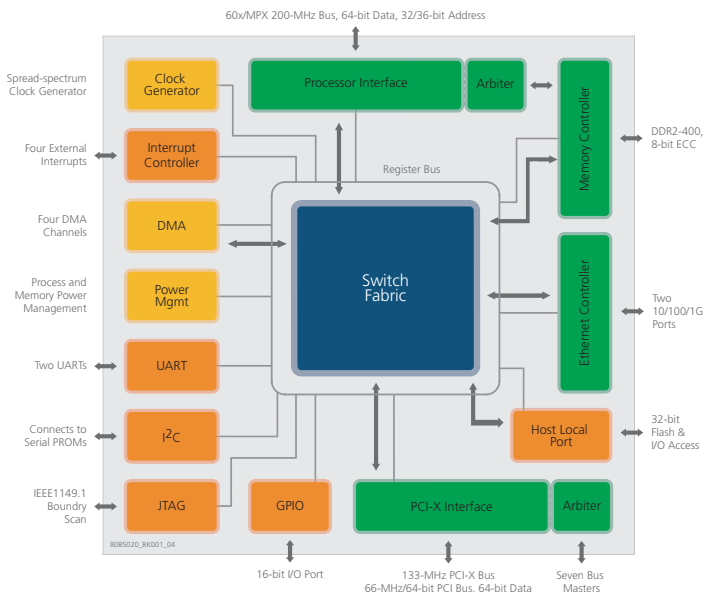 60x/MPX 200-MHz Bus, 64-bit Data, 32/36-bit Address
Spread-spectrum
Clock Generator
Clock
Generator
Processor Interface
Arbiter
Memory Controller
DDR2-400,
8-bit ECC
Four External
Interrupts
Interrupt
Controller
Register Bus
Four DMA
Channels
DMA
Switch
Fabric
Process and
Memory Power
Management
Power
Mgmt
Ethernet Controller
Two
10/100/1G
Ports
Two UARTs
UART
Connects to
Serial PROMs
I2C
Host Local
Port
32-bit
Flash &
I/O Access
IEEE1149.1
Boundry
Scan
JTAG
GPIO
PCI-X Interface
Arbiter
80B5020_BK001_04
16-bit I/O Port
133-MHz PCI-X Bus
66-MHz/64-bit PCI Bus, 64-bit Data
Seven Bus
Masters